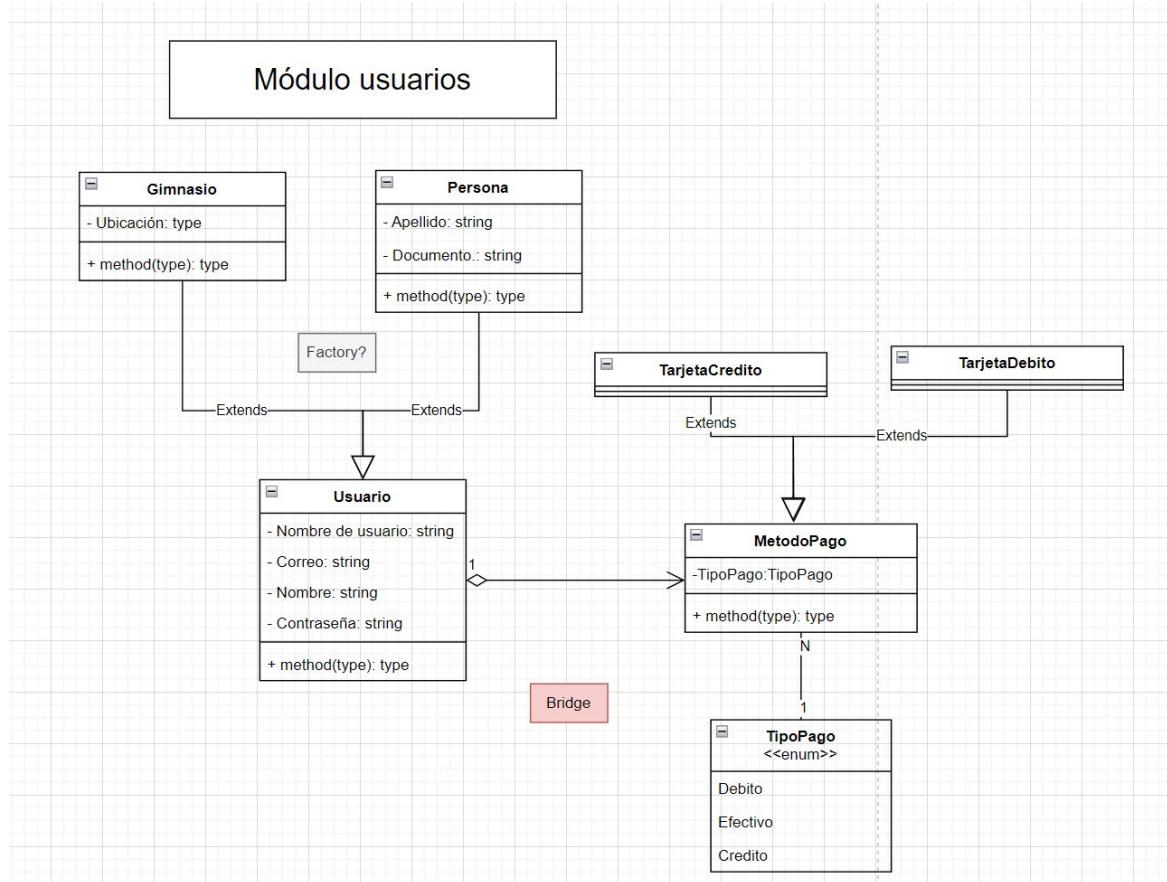 Módulo usuarios
Gimnasio
- Ubicación: type
+ method(type): type
Persona
- Apellido: string
- Documento.: string
+ method(type): type
Factory?
Extends
Extends
TarjetaCredito
TarjetaDebito
Extends
Extends
Usuario
- Nombre de usuario: string
- Correo: string
- Nombre: string
- Contraseña: string
+ method(type): type
1
MetodoPago
-TipoPago:TipoPago
+ method(type): type
N
1
Bridge
TipoPago
<<enum>>
Debito
Efectivo
Credito